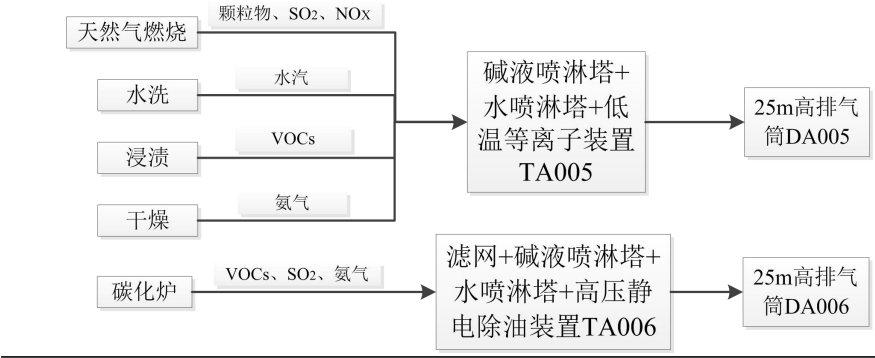 天然气燃烧
颗粒物、SO2、NOx
水洗
水汽
浸渍
VOCs
干燥
氨气
碱液喷淋塔+
水喷淋塔+低
温等离子装置
TA005
25m高排气
筒DA005
碳化炉
VOCs、SO2、氨气
滤网+碱液喷淋塔+
水喷淋塔+高压静
电除油装置TA006
25m高排气
筒DA006